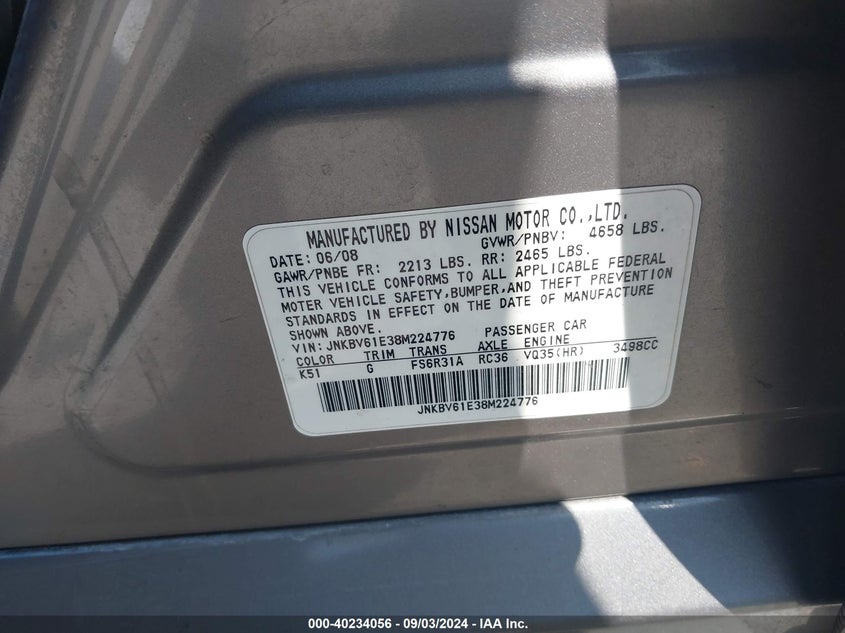 MANUFACTURED BY NISSAN MOTOR CO.,LTD.
DATE: 06/08 GVWR/PNBV: 4658 LBS.
GAWR/PNBE FR: 2213 LBS. RR: 2465 LBS.
THIS VEHICLE CONFORMS TO ALL APPLICABLE FEDERAL
MOTOR VEHICLE SAFETY,BUMPER,AND THEFT PREVENTION
STANDARDS IN EFFECT ON THE DATE OF MANUFACTURE
SHOWN ABOVE.
VIN: JNKBV61E38M224776 PASSENGER CAR
COLOR TRIM TRANS AXLE ENGINE
K51 G FS6R31A RC36 VQ35(HR) 3498CC
JNKBV61E38M224776
000-40234056 - 09/03/2024 - IAA Inc.